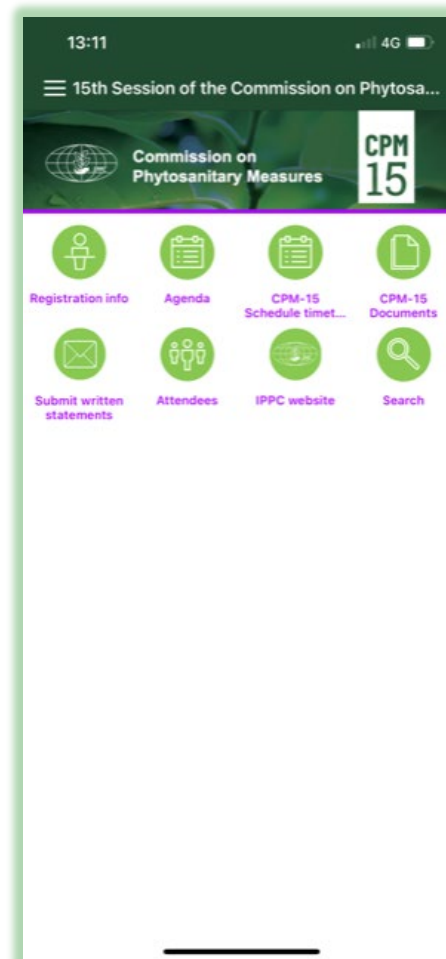 13:11
4G
15th Session of the Commission on Phytosa...
Commission on
Phytosanitary Measures
CPM
15
Registration info
Agenda
CPM-15
Schedule timet...
CPM-15
Documents
Submit written
statements
Attendees
IPPC website
Search